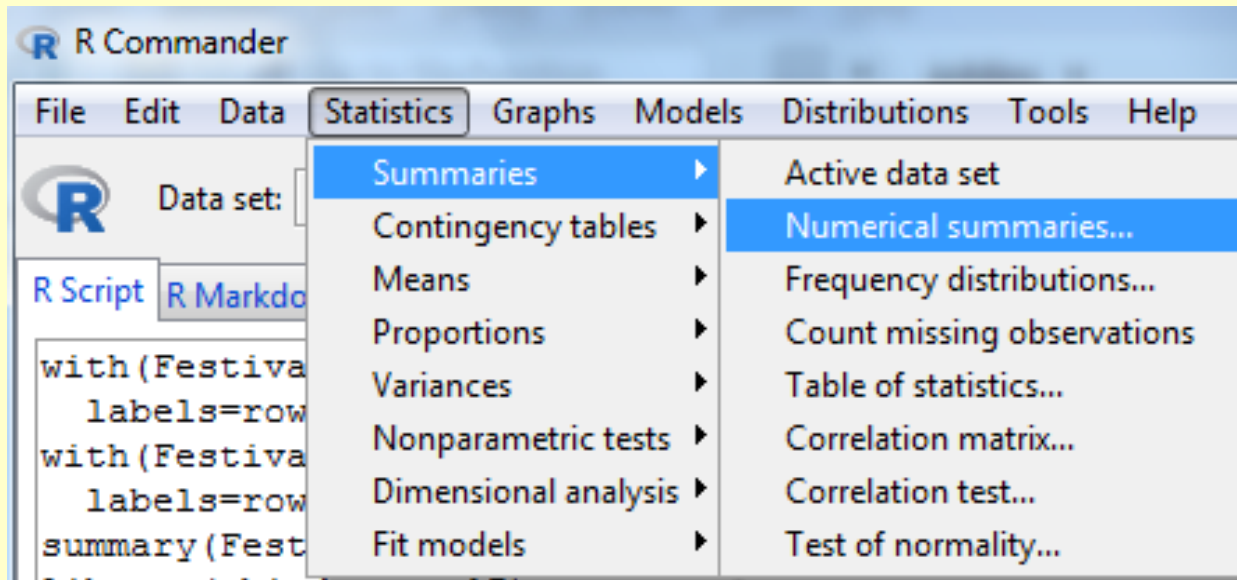 R R Commander
File Edit Data Statistics Graphs Models Distributions Tools Help
R Data set:
Summaries
Contingency tables
Means
Proportions
Variances
Nonparametric tests
Dimensional analysis
Fit models
Active data set
Numerical summaries...
Frequency distributions...
Count missing observations
Table of statistics...
Correlation matrix...
Correlation test...
Test of normality...
R Script R Markdo
with(Festiva
labels=row
with(Festiva
labels=row
summary(Fest